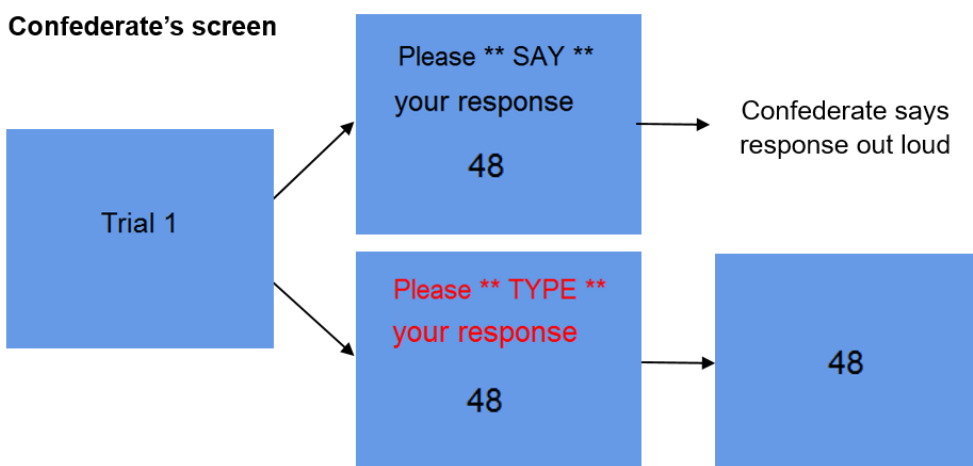 Confederate's screen
Trial 1
Please ** SAY **
your response
48
Confederate says
response out loud
Please ** TYPE **
your response
48
48